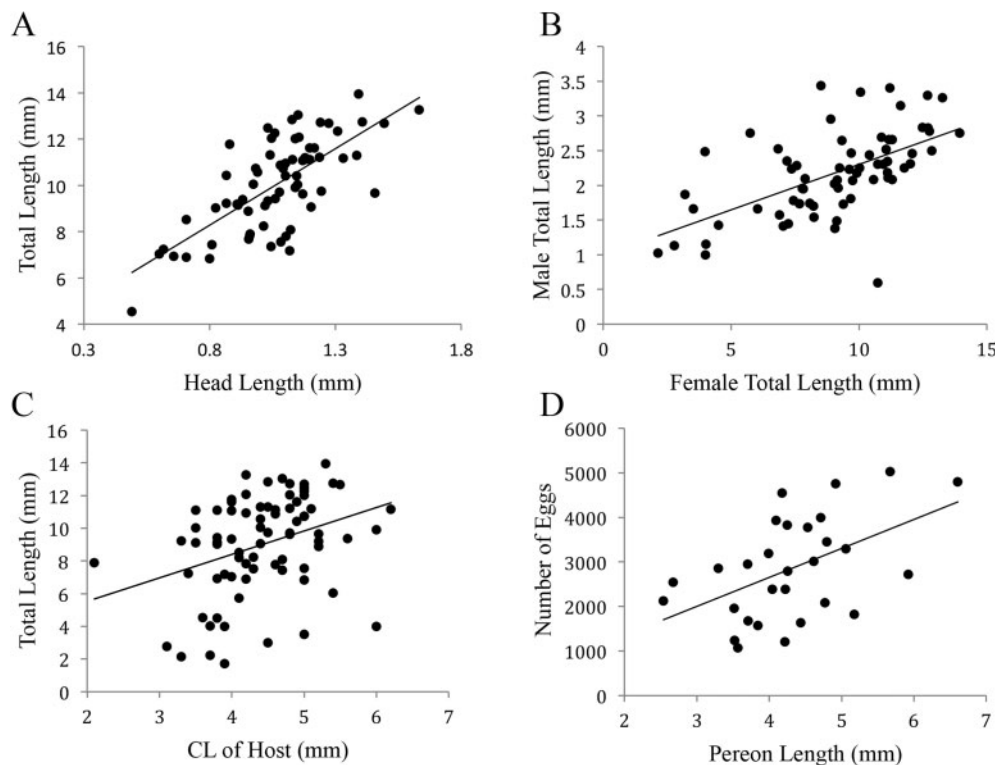 A
Total Length (mm)
16
14
12
10
8
6
4
0.3 0.8 1.3 1.8
Head Length (mm)
B
Male Total Length (mm)
4
3.5
3
2.5
2
1.5
1
0.5
0
0 5 10 15
Female Total Length (mm)
C
Total Length (mm)
16
14
12
10
8
6
4
2
0
2 3 4 5 6 7
CL of Host (mm)
D
Number of Eggs
6000
5000
4000
3000
2000
1000
0
2 3 4 5 6 7
Pereon Length (mm)